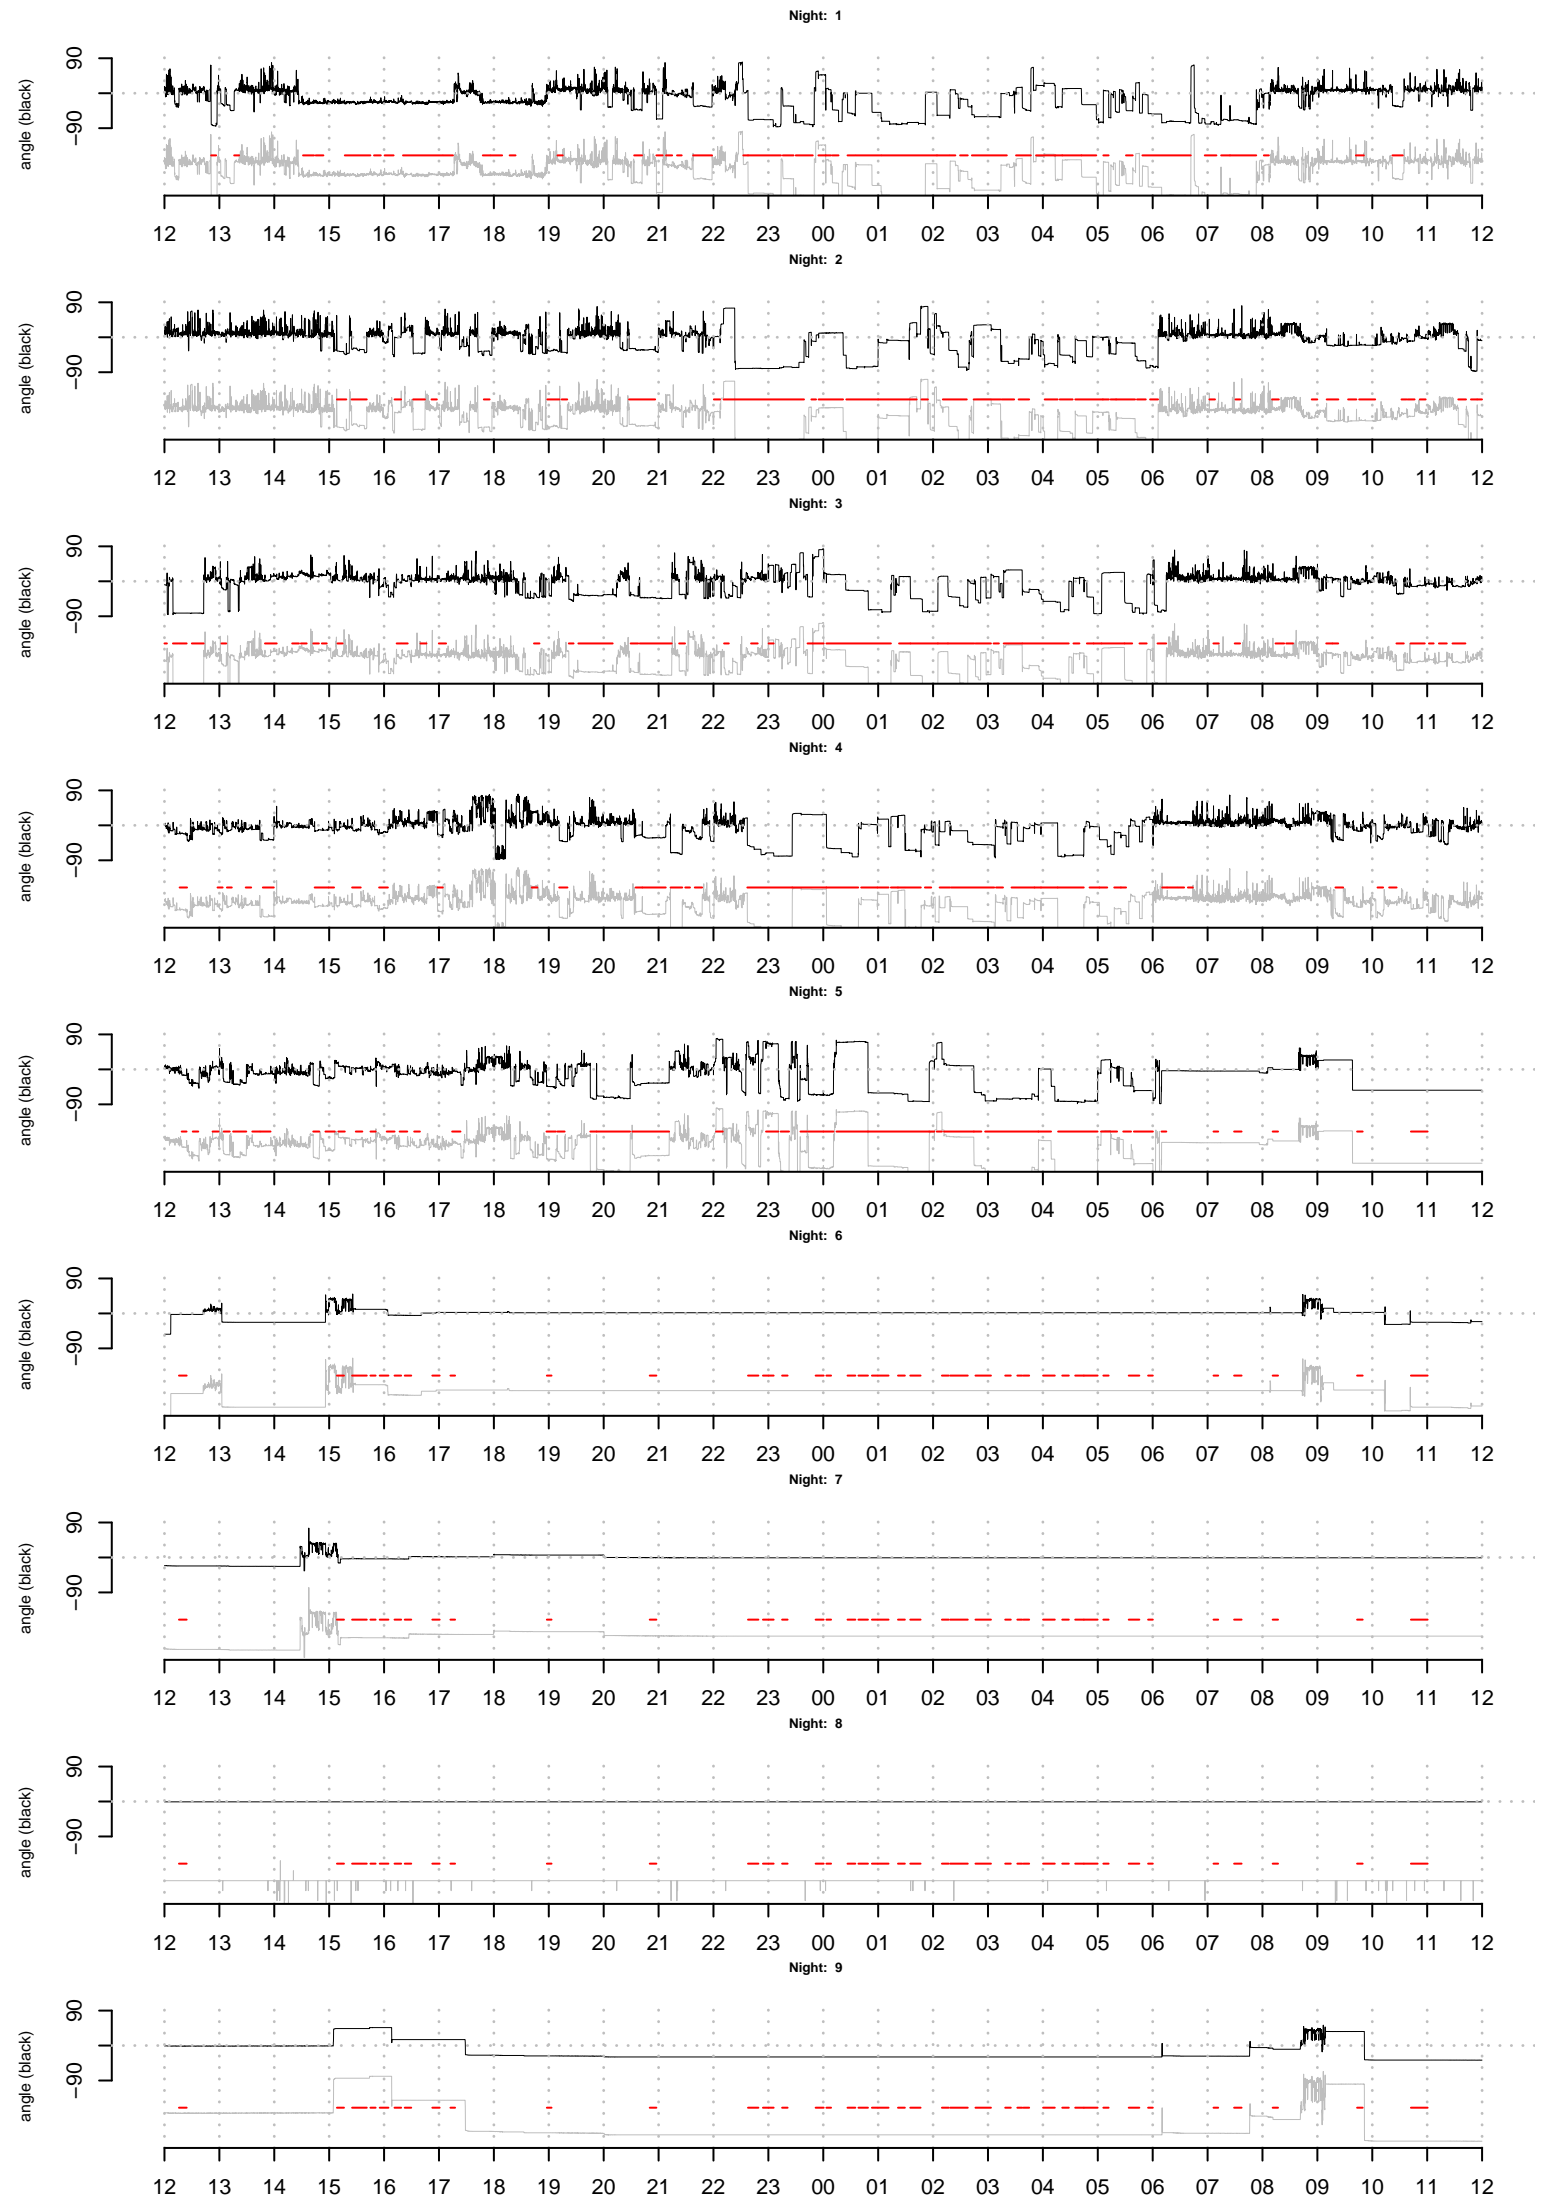 Night: 1
90
-90
angle (black)
12 13 14 15 16 17 18 19 20 21 22 23 00 01 02 03 04 05 06 07 08 09 10 11 12
Night: 2
90
-90
angle (black)
12 13 14 15 16 17 18 19 20 21 22 23 00 01 02 03 04 05 06 07 08 09 10 11 12
Night: 3
90
-90
angle (black)
12 13 14 15 16 17 18 19 20 21 22 23 00 01 02 03 04 05 06 07 08 09 10 11 12
Night: 4
90
-90
angle (black)
12 13 14 15 16 17 18 19 20 21 22 23 00 01 02 03 04 05 06 07 08 09 10 11 12
Night: 5
90
-90
angle (black)
12 13 14 15 16 17 18 19 20 21 22 23 00 01 02 03 04 05 06 07 08 09 10 11 12
Night: 6
90
-90
angle (black)
12 13 14 15 16 17 18 19 20 21 22 23 00 01 02 03 04 05 06 07 08 09 10 11 12
Night: 7
90
-90
angle (black)
12 13 14 15 16 17 18 19 20 21 22 23 00 01 02 03 04 05 06 07 08 09 10 11 12
Night: 8
90
-90
angle (black)
12 13 14 15 16 17 18 19 20 21 22 23 00 01 02 03 04 05 06 07 08 09 10 11 12
Night: 9
90
-90
angle (black)
12 13 14 15 16 17 18 19 20 21 22 23 00 01 02 03 04 05 06 07 08 09 10 11 12